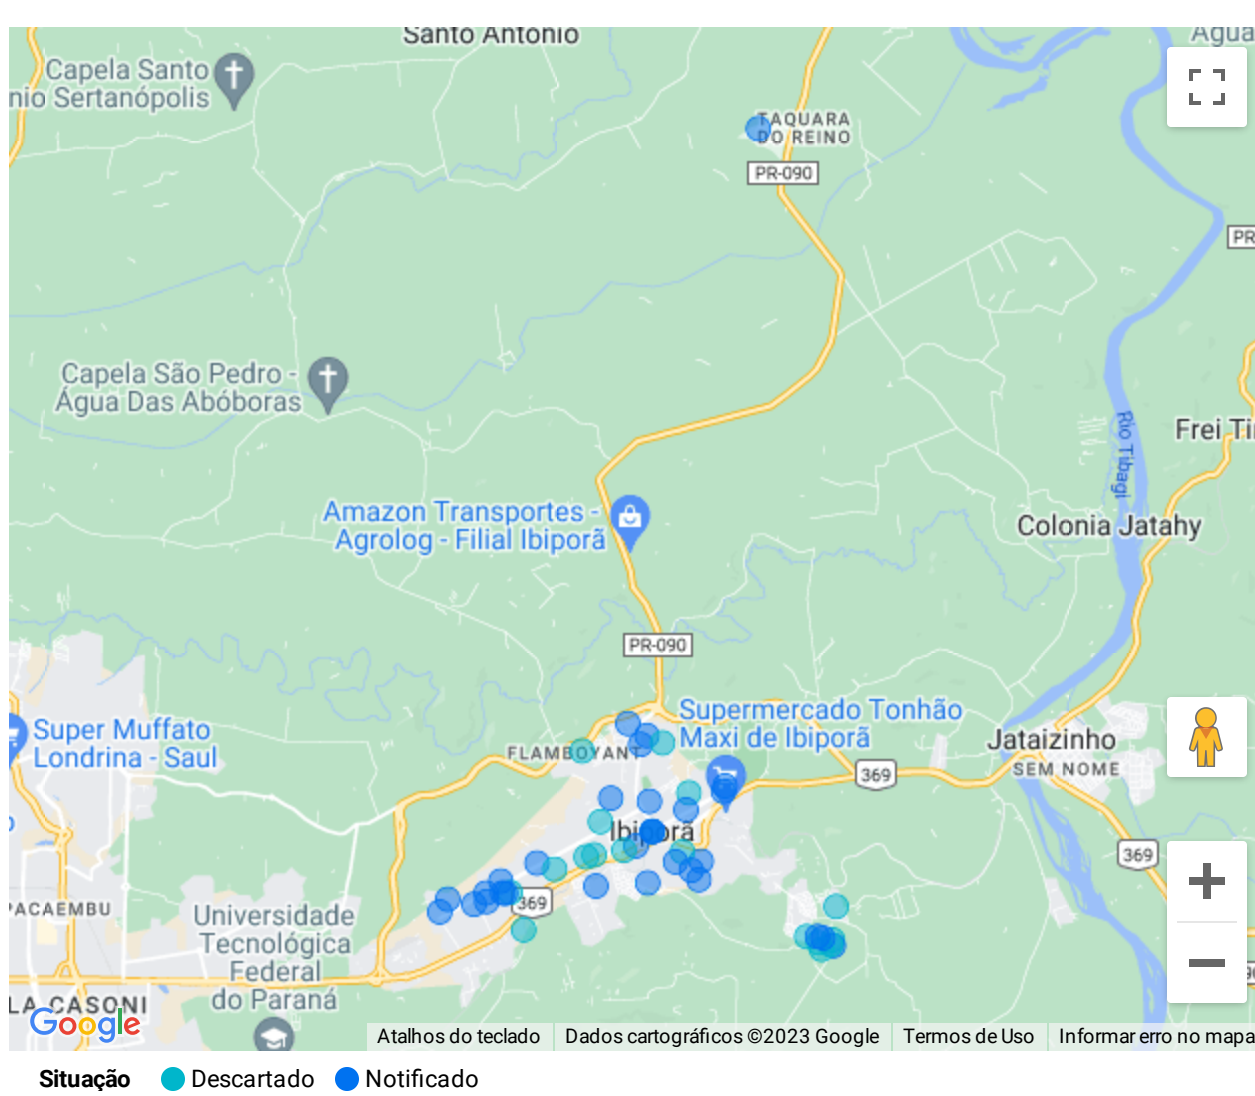 Santo Antonio
Água
Capela Santo
nio Sertanópolis
TAQUARA
DO REINO
PR-090
PR
Capela São Pedro -
Água Das Abóboras
Rio Tibagi
Frei Ti
Amazon Transportes -
Agrolog - Filial Ibiporã
Colonia Jatahy
PR-090
Supermercado Tonhão
Maxi de Ibiporã
Super Muffato
Londrina - Saul
FLAMBOYANT
Jataizinho
SEM NOME
369
Ibiporã
369
369
PACAEMBU
Universidade
Tecnológica
Federal
do Paraná
LA CASONI
Google
Atalhos do teclado
Dados cartográficos ©2023 Google
Termos de Uso
Informar erro no mapa
Situação
Descartado
Notificado